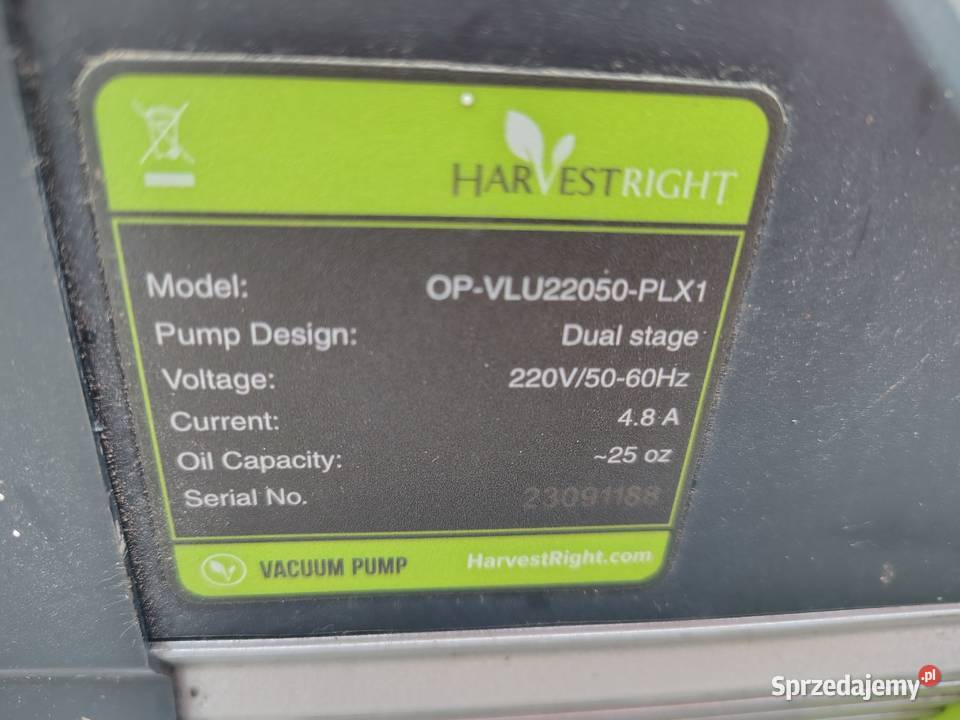 HARVESTRIGHT
Model: OP-VLU22050-PLX1
Pump Design: Dual stage
Voltage: 220V/50-60Hz
Current: 4.8 A
Oil Capacity: ~25 oz
Serial No. 23091188
VACUUM PUMP HarvestRight.com
Sprzedajemy.pl